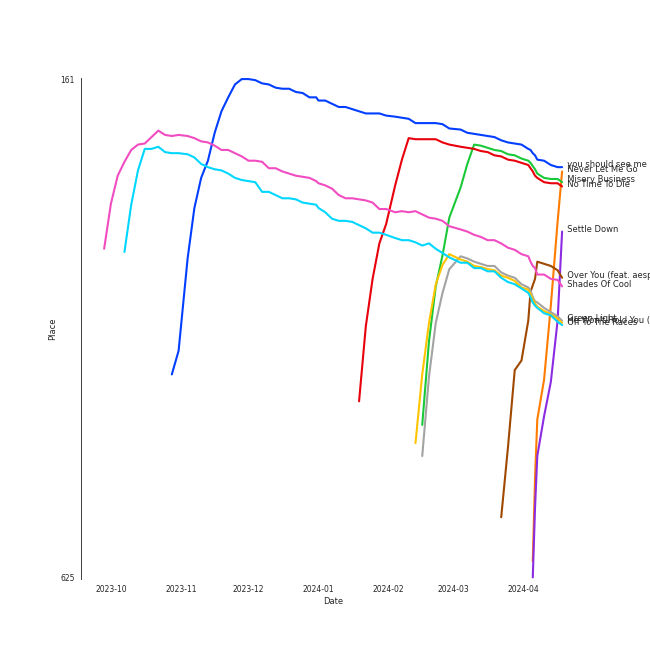 161
you should see me
Never Let Me Go
Misery Business
No Time To Die
Settle Down
Over You (feat. aesp
Shades Of Cool
Green Light
Off To The Races
Place
625
2023-10 2023-11 2023-12 2024-01 2024-02 2024-03 2024-04
Date